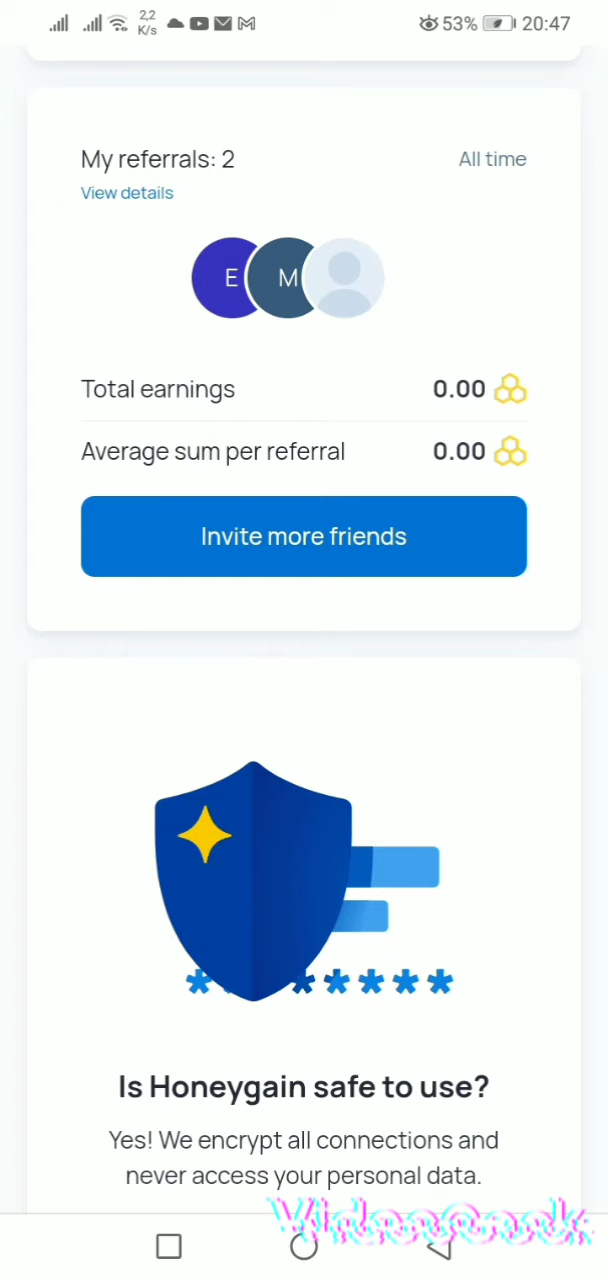 2,2
K/s
53%
20:47
My referrals: 2
All time
View details
E
M
Total earnings
0.00
Average sum per referral
0.00
Invite more friends
* * * * * * *
Is Honeygain safe to use?
Yes! We encrypt all connections and
never access your personal data.